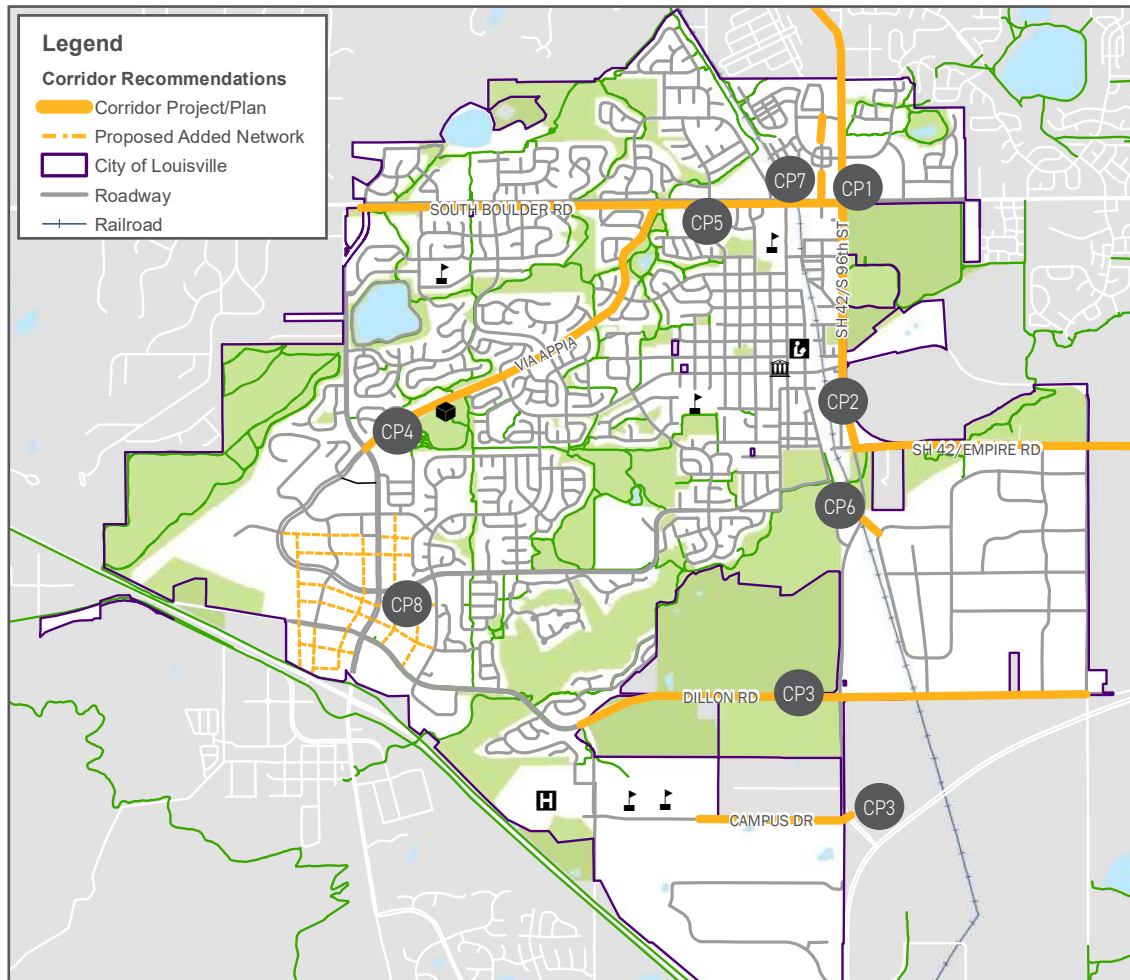 Legend
Corridor Recommendations
Corridor Project/Plan
Proposed Added Network
City of Louisville
Roadway
Railroad
CP7
CP1
SOUTH BOULDER RD
CP5
SH 42/S 96th ST
VIA APPIA
CP2
CP4
SH 42/EMPIRE RD
CP6
CP8
DILLON RD
CP3
CP3
CAMPUS DR
H